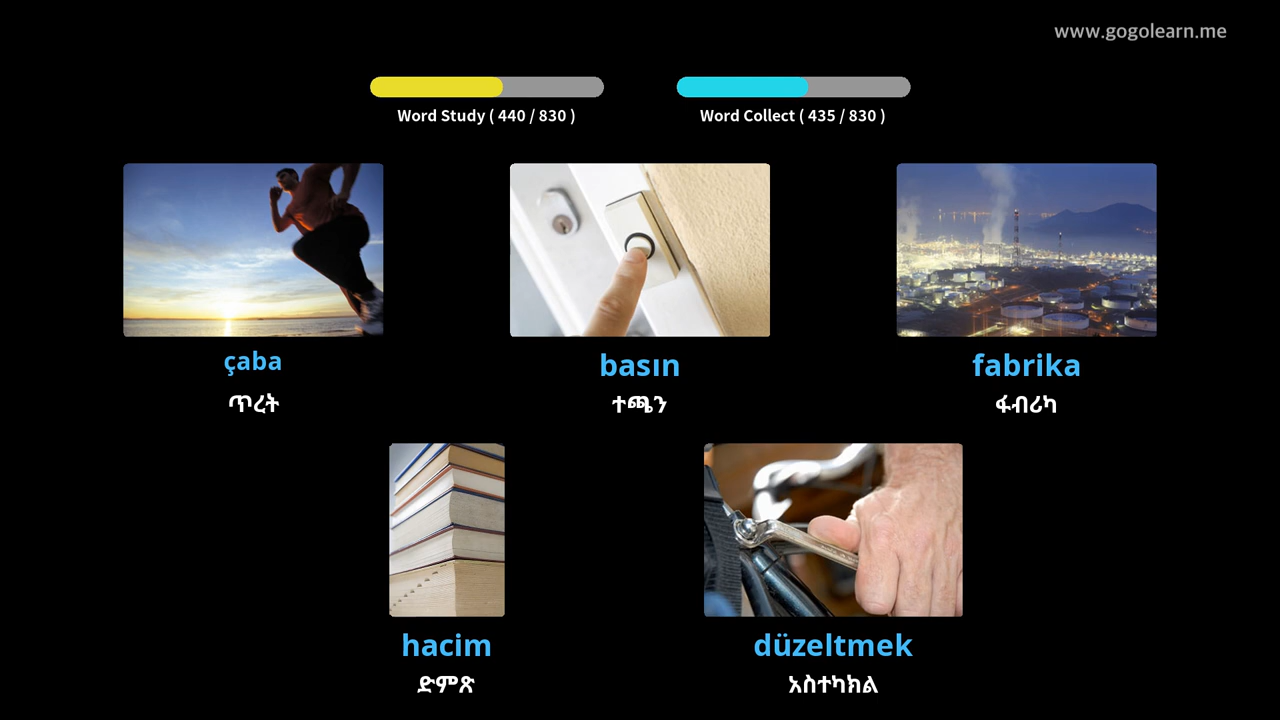 www.gogolearn.me
Word Study ( 440 / 830 )
Word Collect ( 435 / 830 )
çaba
ጥረት
basın
ተጫን
fabrika
ፋብሪካ
hacim
ድምጽ
düzeltmek
አስተካክል